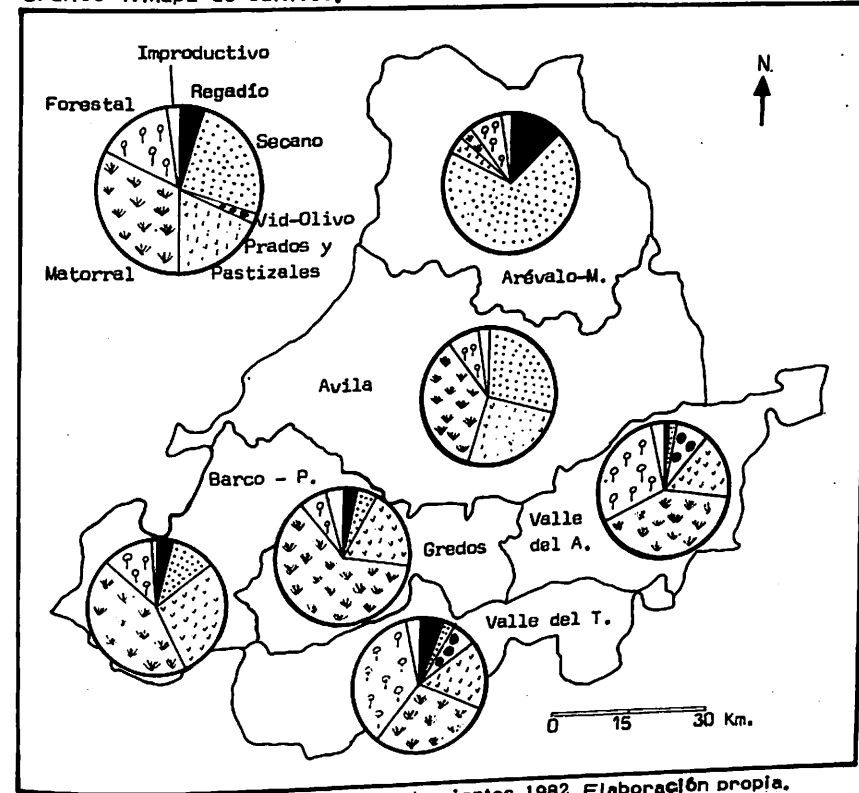 Improductivo
Regadío
Forestal
Secano
Vid-Olivo
Prados y
Pastizales
Matorral
N.
Arévalo-M.
Avila
Barco - P.
Gredos
Valle
del A.
Valle del T.
0 15 30 Km.
1982 Elaboración propia.